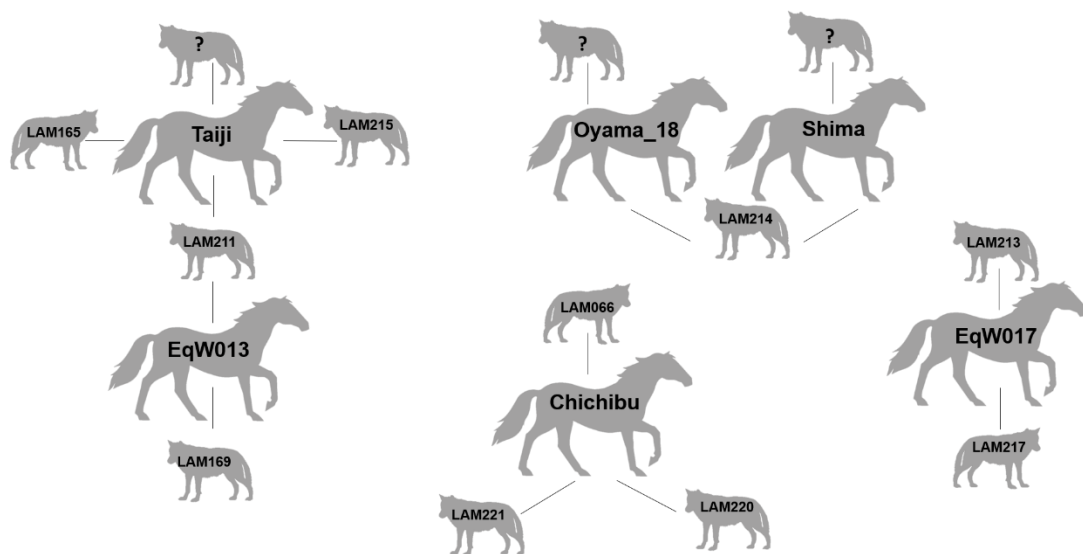 ?
?
?
LAM165
Taiji
LAM215
Oyama_18
Shima
LAM214
LAM211
LAM213
LAM066
EqW013
EqW017
Chichibu
LAM169
LAM217
LAM221
LAM220